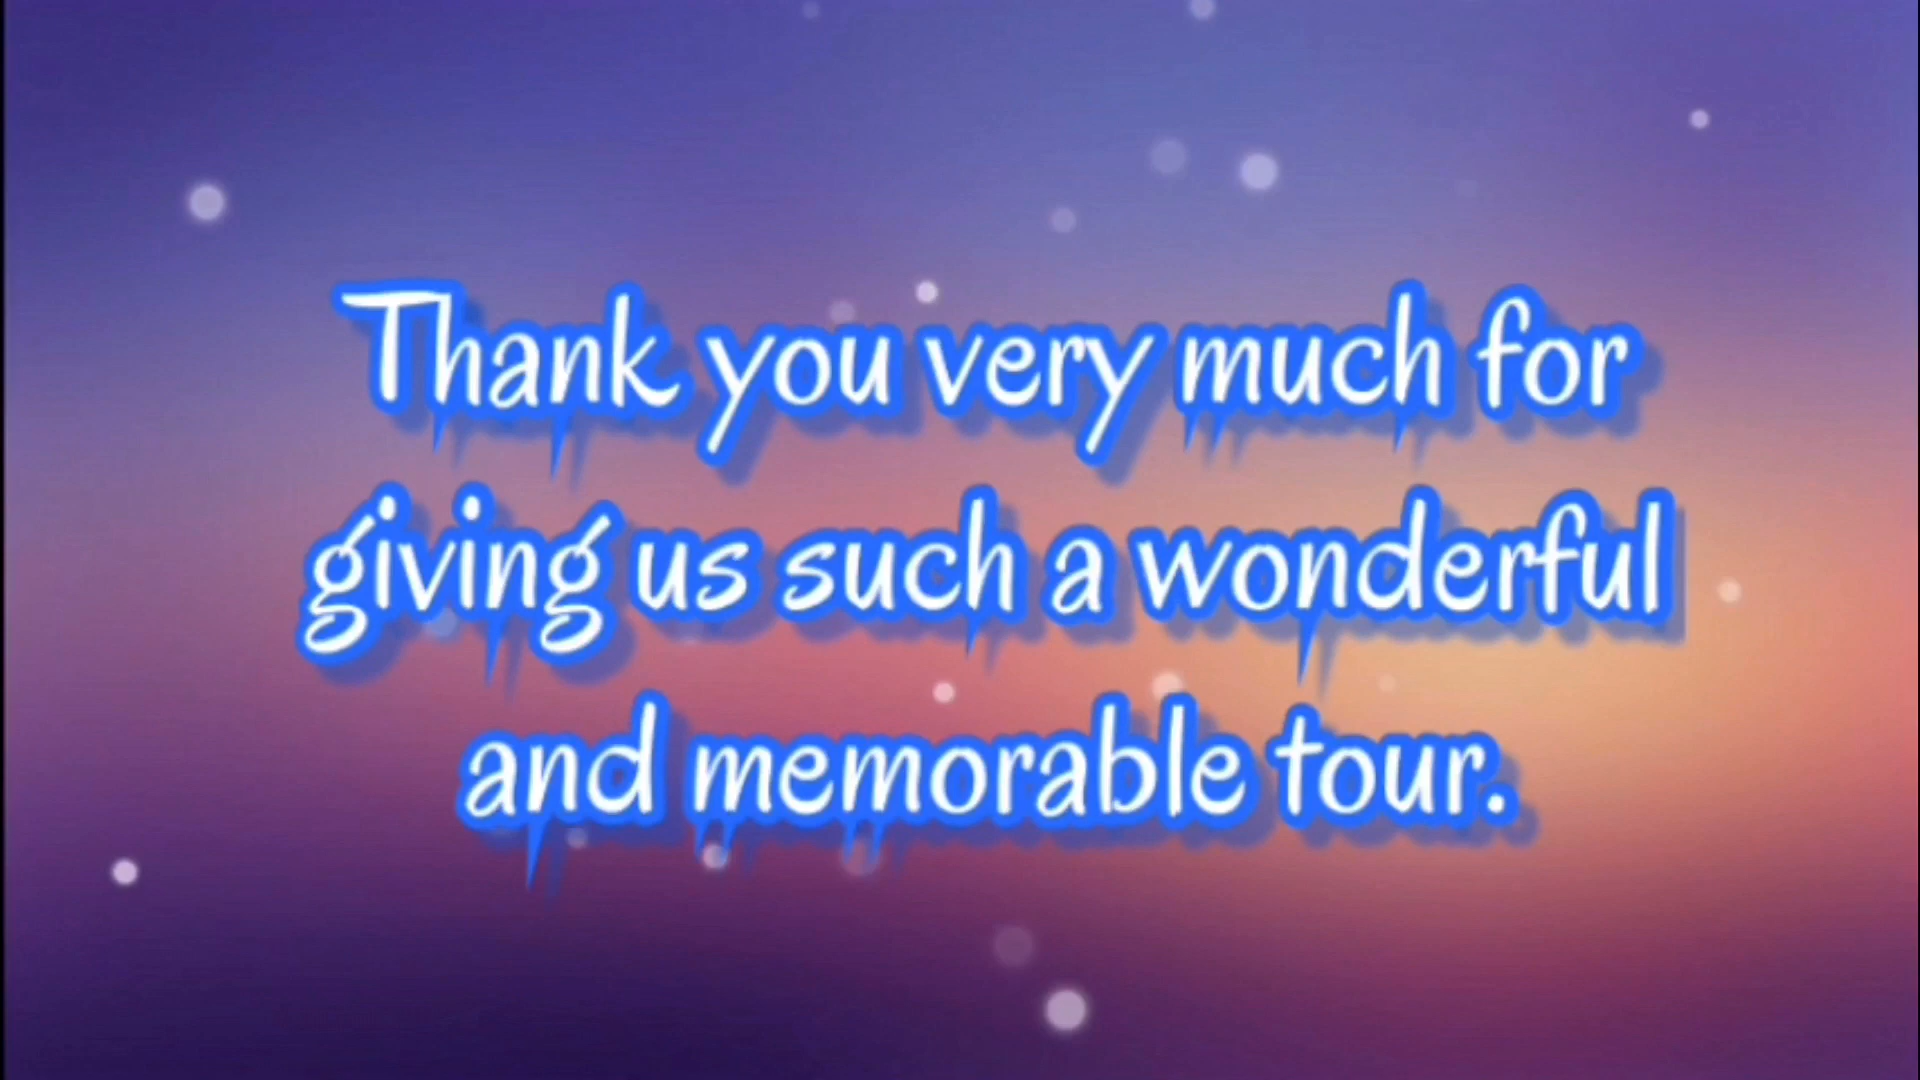 Thank you very much for
giving us such a wonderful
and memorable tour.